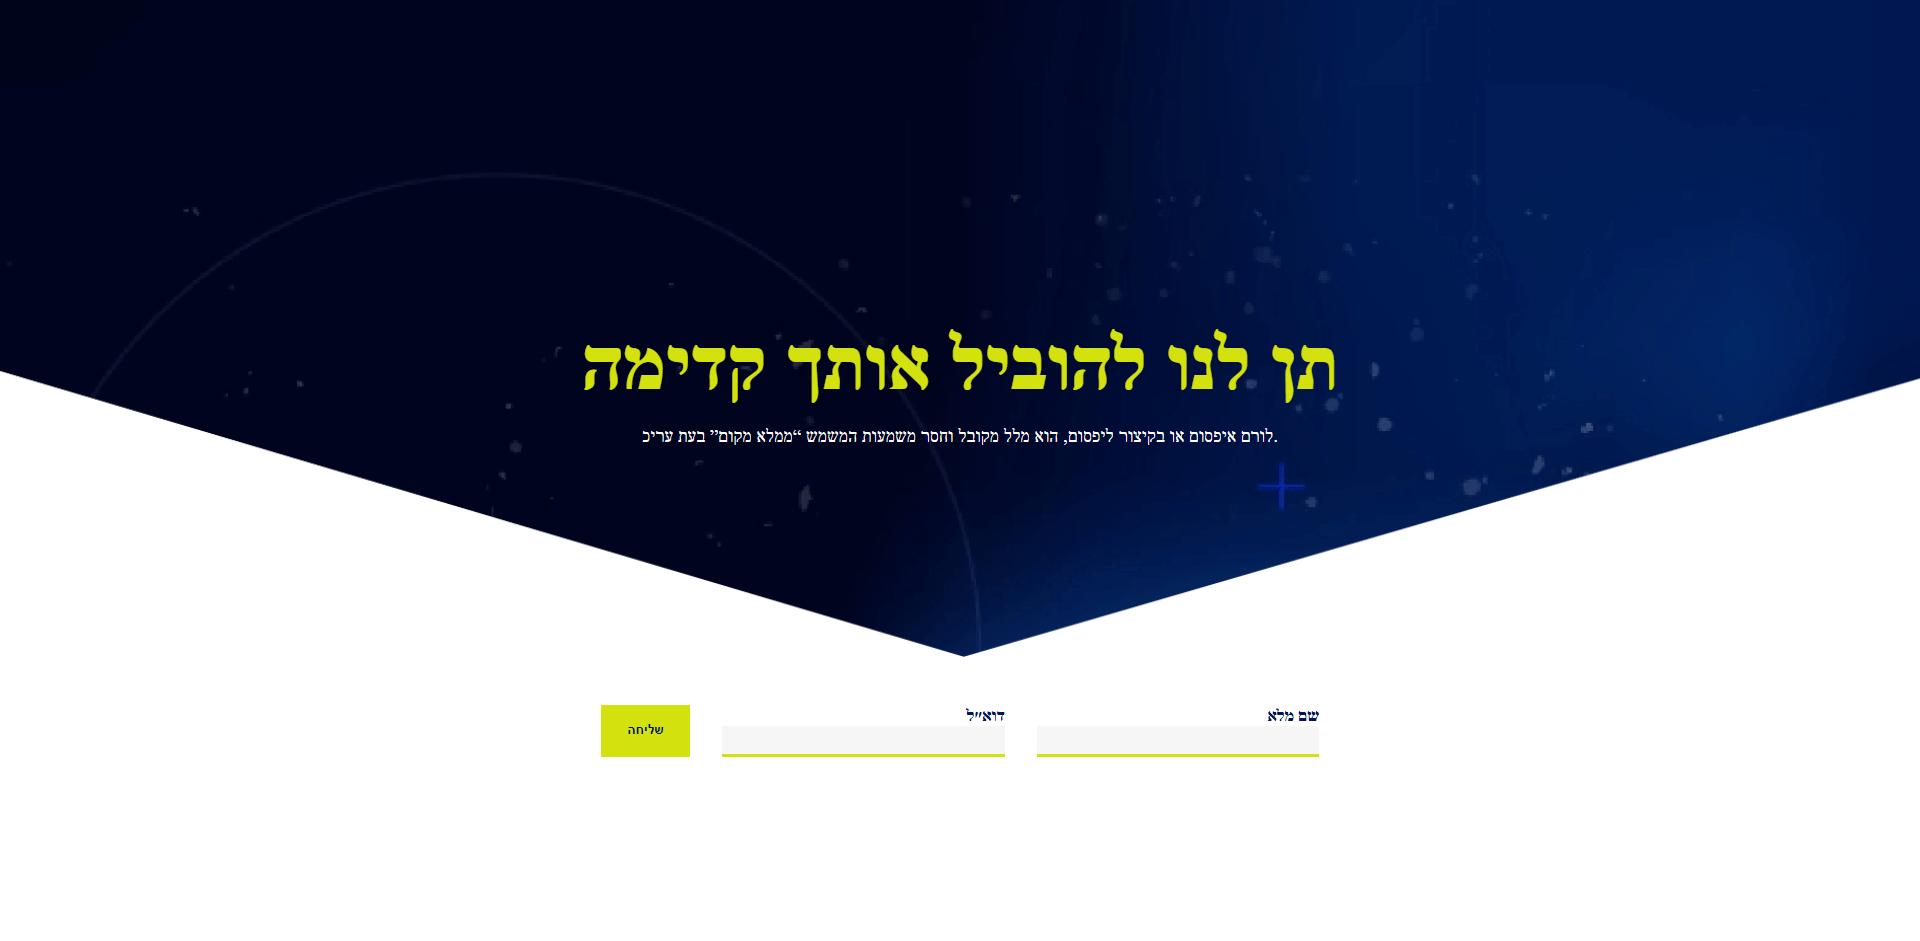 תן לנו להוביל אותך קדימה
.לורם איפסום או בקיצור ליפסום, הוא מלל מקובל וחסר משמעות המשמש “ממלא מקום” בעת עריכ
שם מלא
דוא״ל
שליחה